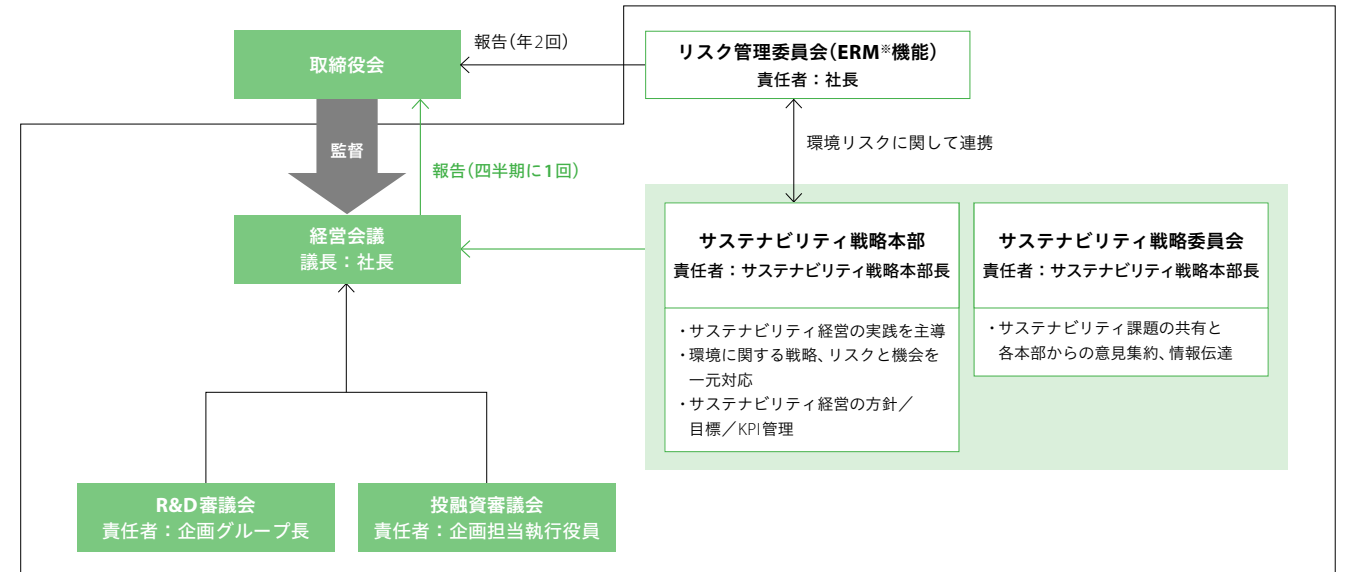 取締役会
報告（年2回）
リスク管理委員会（ERM※機能）
責任者：社長
監督
報告（四半期に1回）
環境リスクに関して連携
経営会議
議長：社長
サステナビリティ戦略本部
責任者：サステナビリティ戦略本部長
・サステナビリティ経営の実践を主導
・環境に関する戦略、リスクと機会を
一元対応
・サステナビリティ経営の方針／
目標／KPI管理
サステナビリティ戦略委員会
責任者：サステナビリティ戦略本部長
・サステナビリティ課題の共有と
各本部からの意見集約、情報伝達
R&D審議会
責任者：企画グループ長
投融資審議会
責任者：企画担当執行役員